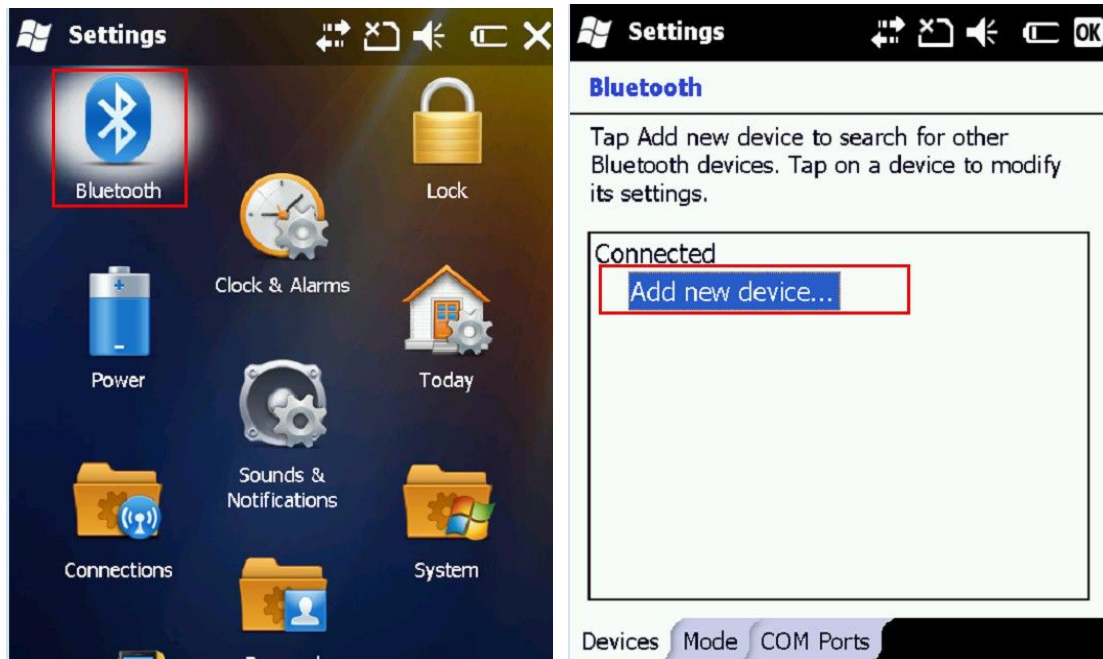 Settings
Bluetooth
Lock
Clock & Alarms
Power
Today
Sounds &
Notifications
Connections
System
Settings
OK
Bluetooth
Tap Add new device to search for other
Bluetooth devices. Tap on a device to modify
its settings.
Connected
Add new device...
Devices
Mode
COM Ports